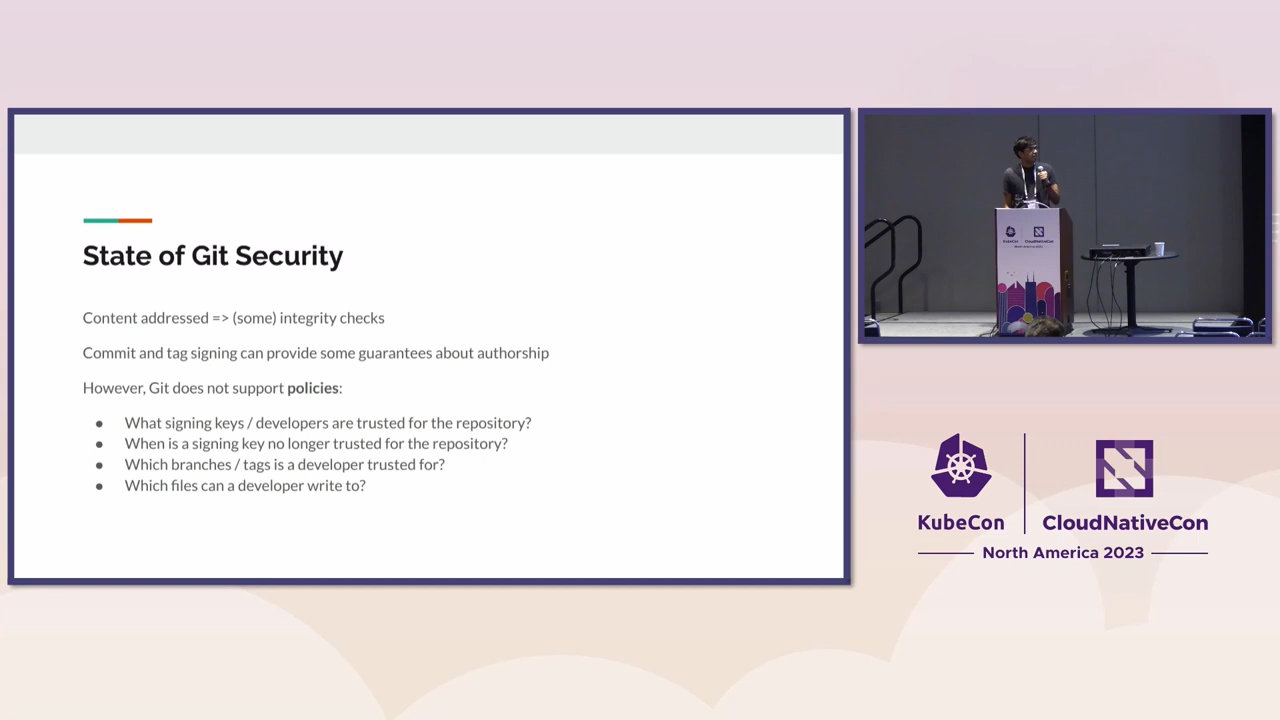 State of Git Security
Content addressed => (some) integrity checks
Commit and tag signing can provide some guarantees about authorship
However, Git does not support policies:
● What signing keys / developers are trusted for the repository?
● When is a signing key no longer trusted for the repository?
● Which branches / tags is a developer trusted for?
● Which files can a developer write to?
KubeCon
CloudNativeCon
KubeCon
CloudNativeCon
North America 2023